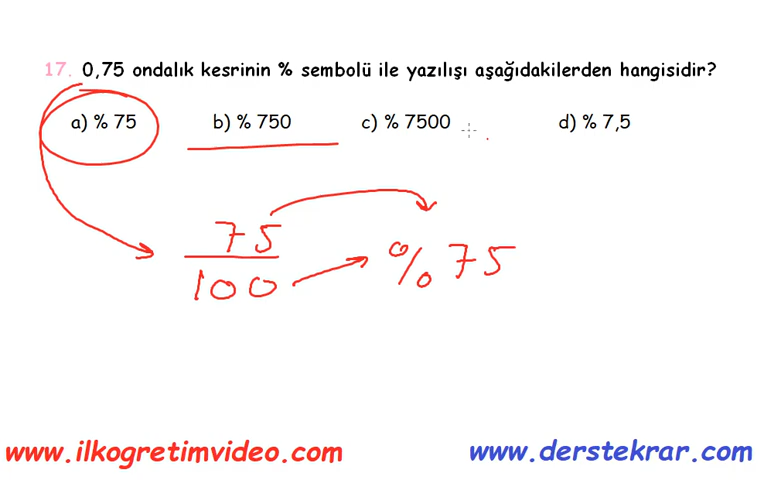 17. 0,75 ondalık kesrinin % sembolü ile yazılışı aşağıdakilerden hangisidir?
a) % 75 b) % 750 c) % 7500 d) % 7,5
75
100
% 75
www.ilkogretimvideo.com www.derstekrar.com